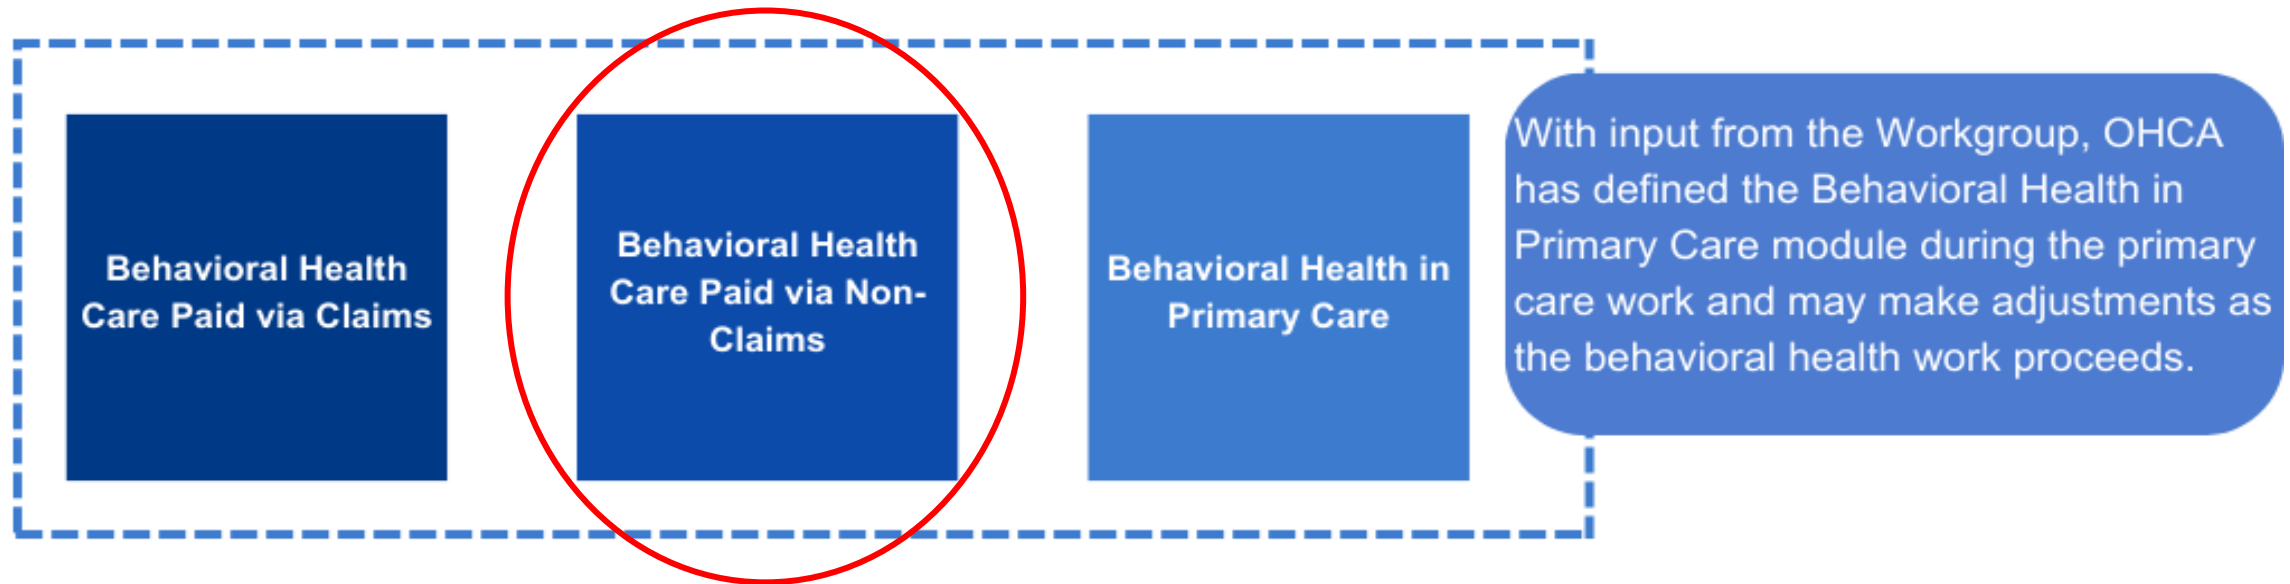 Behavioral Health
Care Paid via Claims
Behavioral Health
Care Paid via Non-
Claims
Behavioral Health in
Primary Care
With input from the Workgroup, OHCA
has defined the Behavioral Health in
Primary Care module during the primary
care work and may make adjustments as
the behavioral health work proceeds.